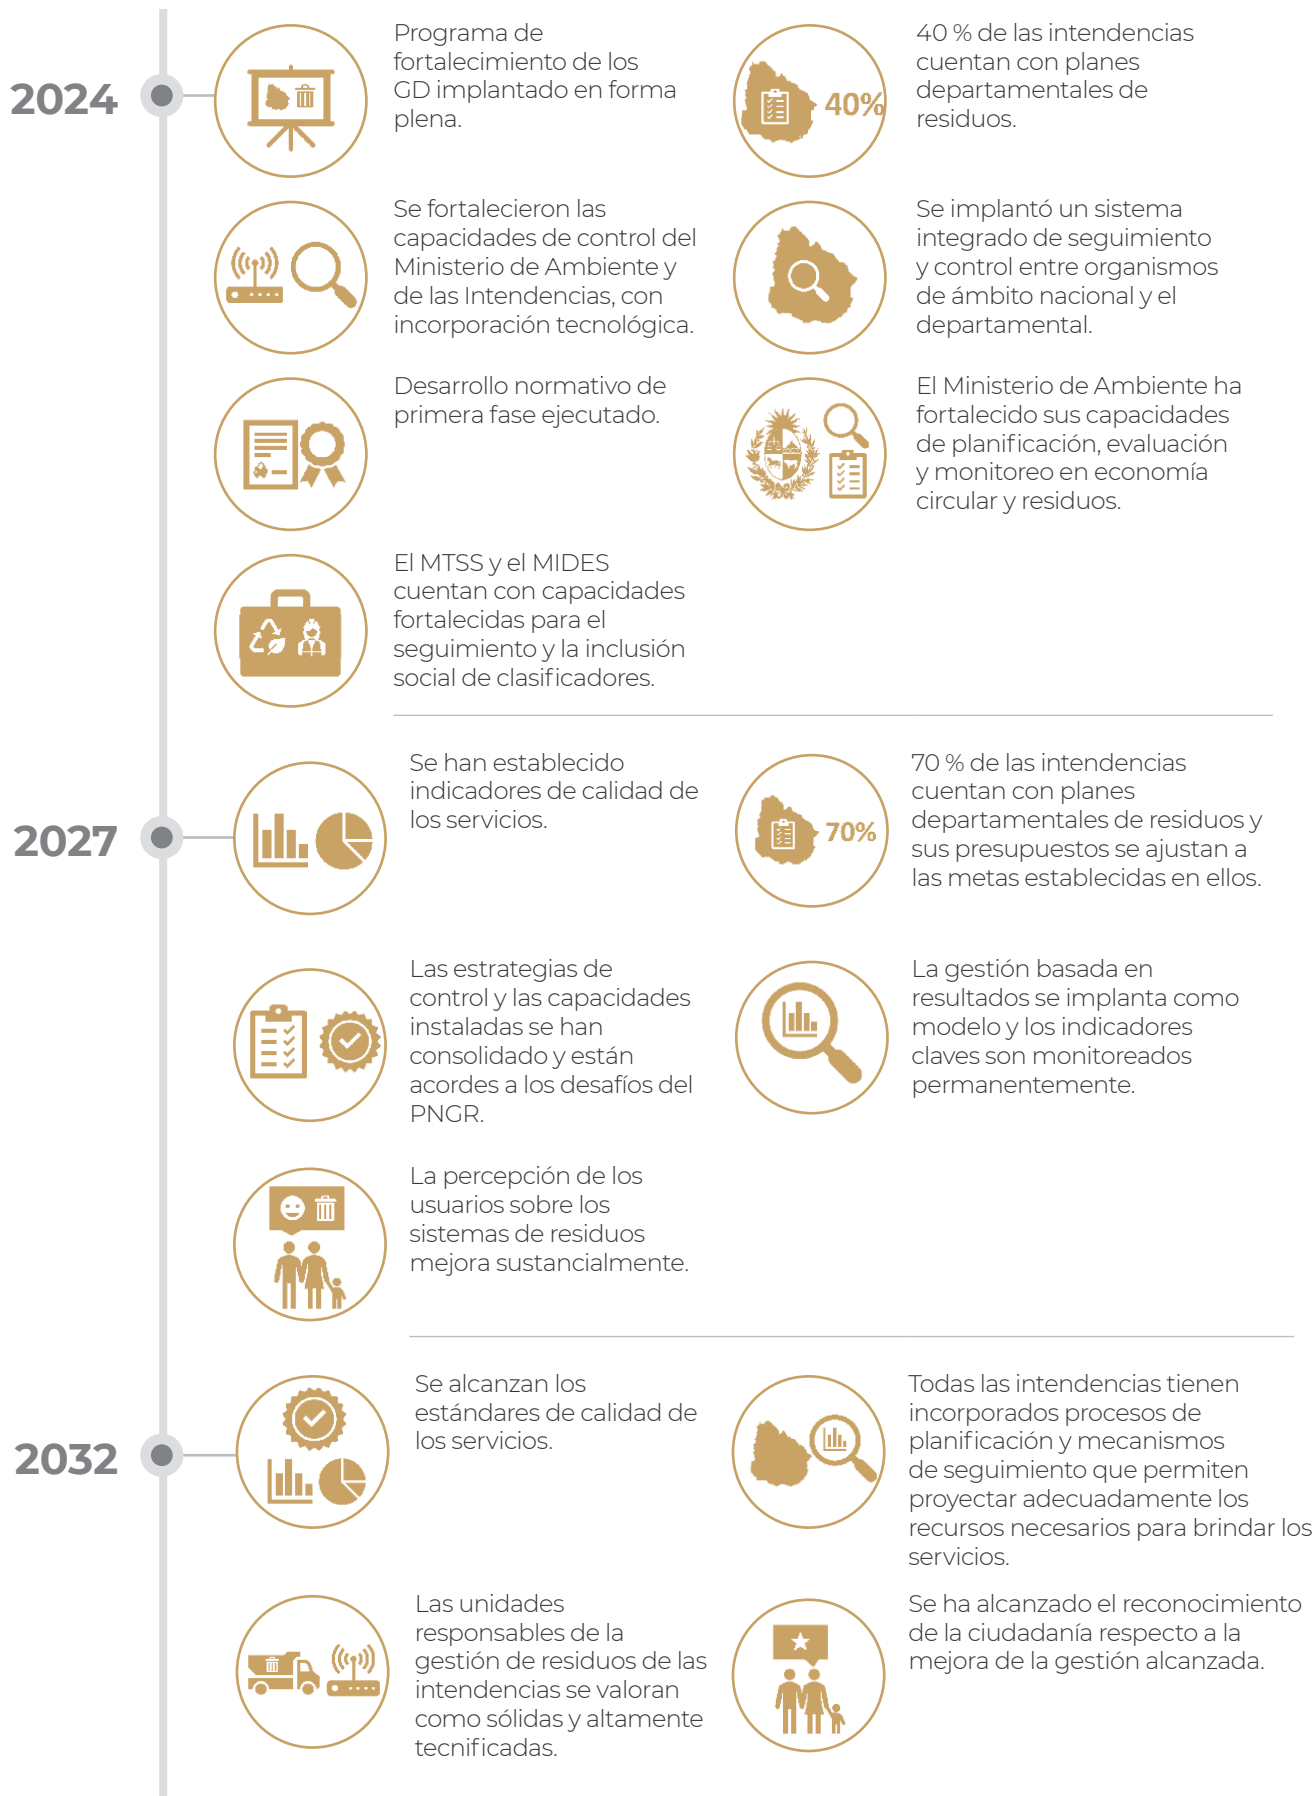 2024
Programa de
fortalecimiento de los
GD implantado en forma
plena.
40%
40 % de las intendencias
cuentan con planes
departamentales de
residuos.
Se fortalecieron las
capacidades de control del
Ministerio de Ambiente y
de las Intendencias, con
incorporación tecnológica.
Se implantó un sistema
integrado de seguimiento
y control entre organismos
de ámbito nacional y el
departamental.
Desarrollo normativo de
primera fase ejecutado.
El Ministerio de Ambiente ha
fortalecido sus capacidades
de planificación, evaluación
y monitoreo en economía
circular y residuos.
El MTSS y el MIDES
cuentan con capacidades
fortalecidas para el
seguimiento y la inclusión
social de clasificadores.
2027
Se han establecido
indicadores de calidad de
los servicios.
70%
70 % de las intendencias
cuentan con planes
departamentales de residuos y
sus presupuestos se ajustan a
las metas establecidas en ellos.
Las estrategias de
control y las capacidades
instaladas se han
consolidado y están
acordes a los desafíos del
PNGR.
La gestión basada en
resultados se implanta como
modelo y los indicadores
claves son monitoreados
permanentemente.
La percepción de los
usuarios sobre los
sistemas de residuos
mejora sustancialmente.
2032
Se alcanzan los
estándares de calidad de
los servicios.
Todas las intendencias tienen
incorporados procesos de
planificación y mecanismos
de seguimiento que permiten
proyectar adecuadamente los
recursos necesarios para brindar los
servicios.
Las unidades
responsables de la
gestión de residuos de las
intendencias se valoran
como sólidas y altamente
tecnificadas.
Se ha alcanzado el reconocimiento
de la ciudadanía respecto a la
mejora de la gestión alcanzada.